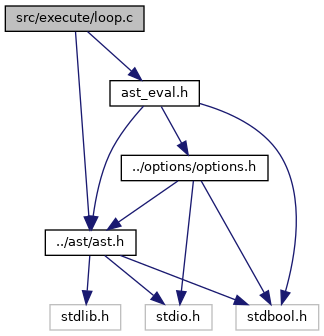 src/execute/loop.c
ast_eval.h
../options/options.h
../ast/ast.h
stdlib.h
stdio.h
stdbool.h